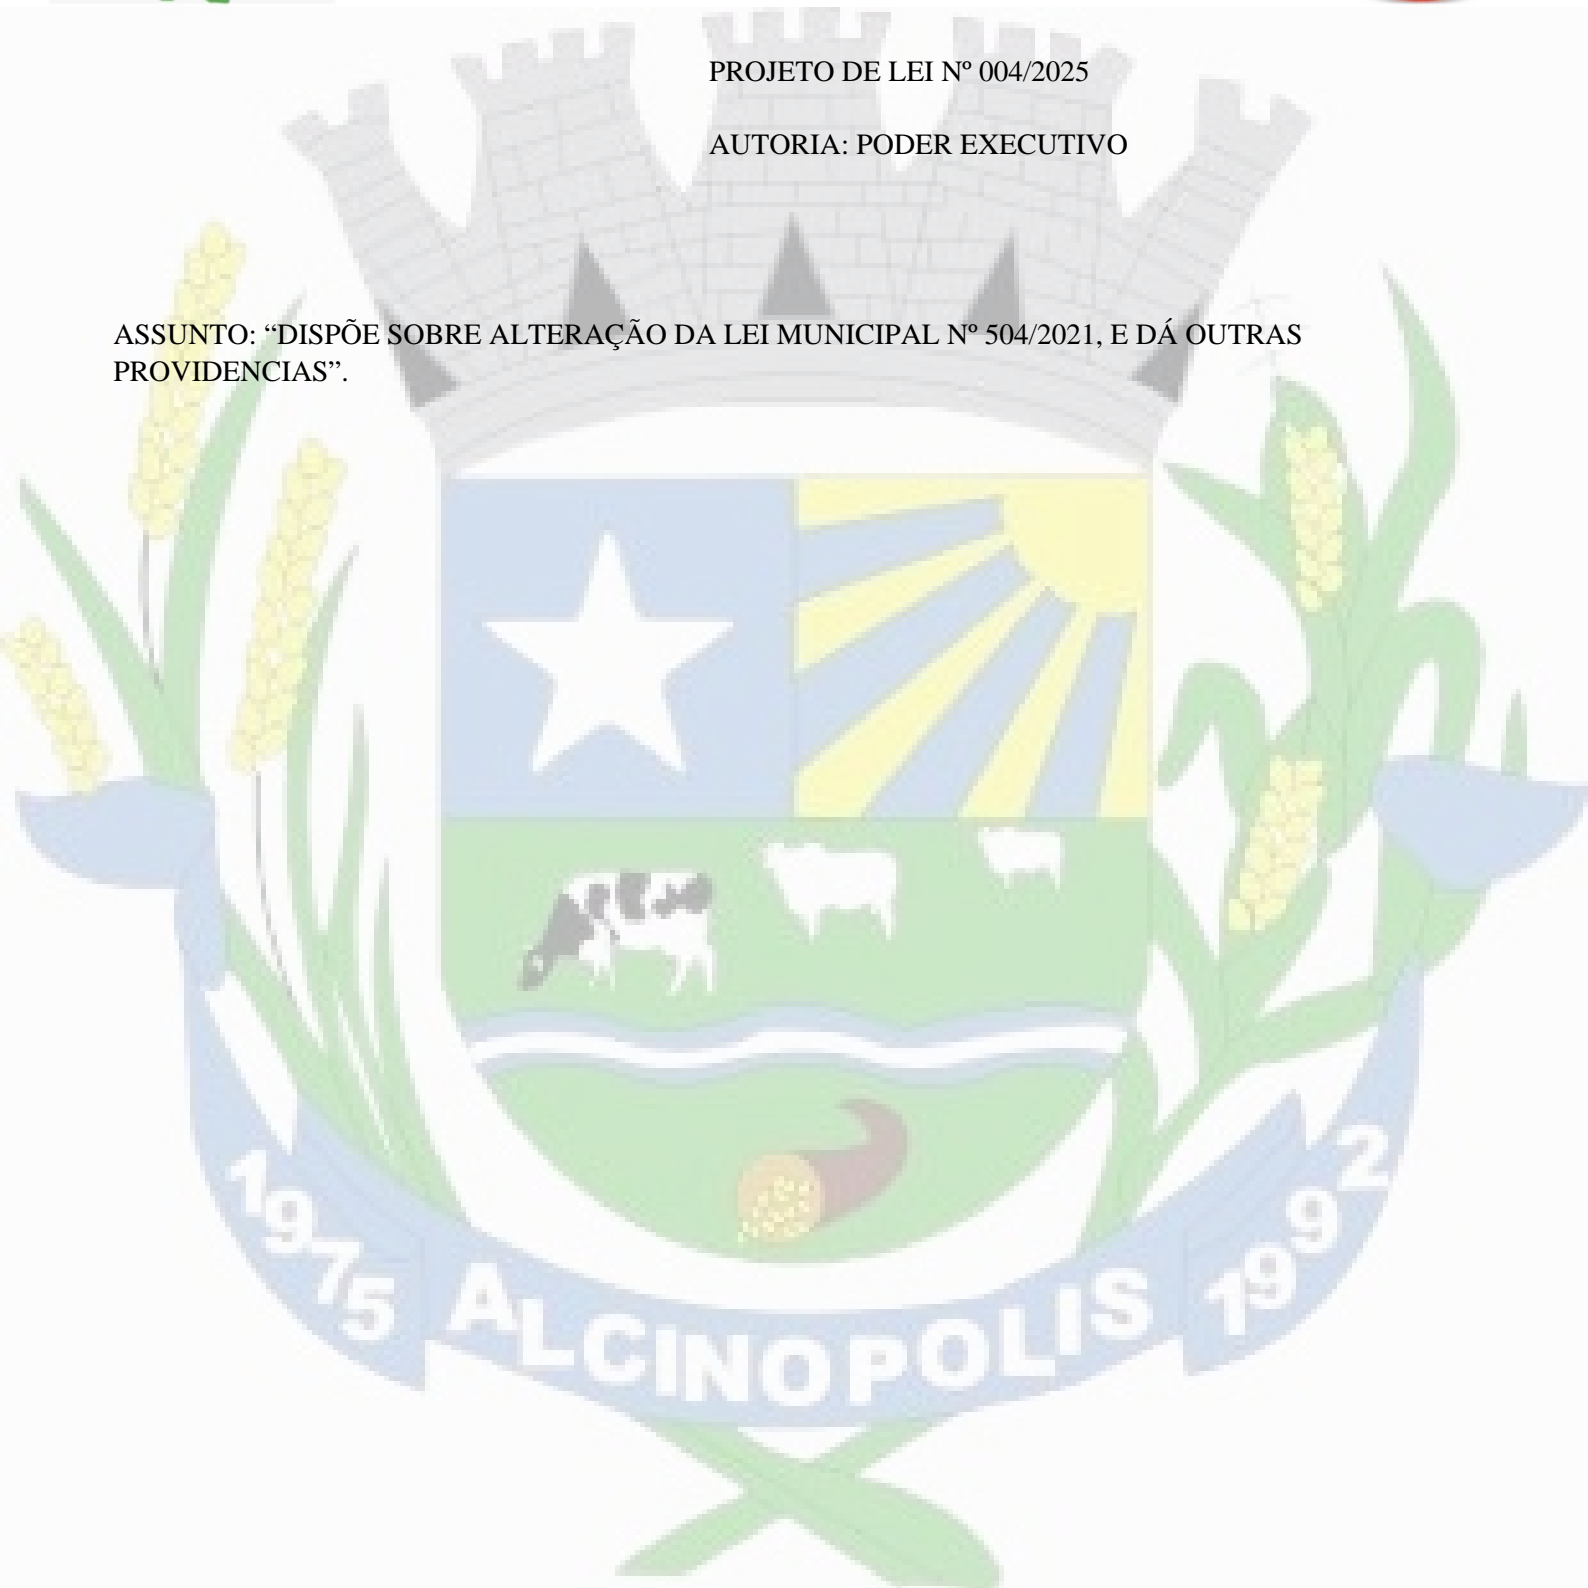 PROJETO DE LEI Nº 004/2025
AUTORIA: PODER EXECUTIVO
ASSUNTO: “DISPÕE SOBRE ALTERAÇÃO DA LEI MUNICIPAL Nº 504/2021, E DÁ OUTRAS
PROVIDENCIAS”.
1975 ALCINOPOLIS 1992